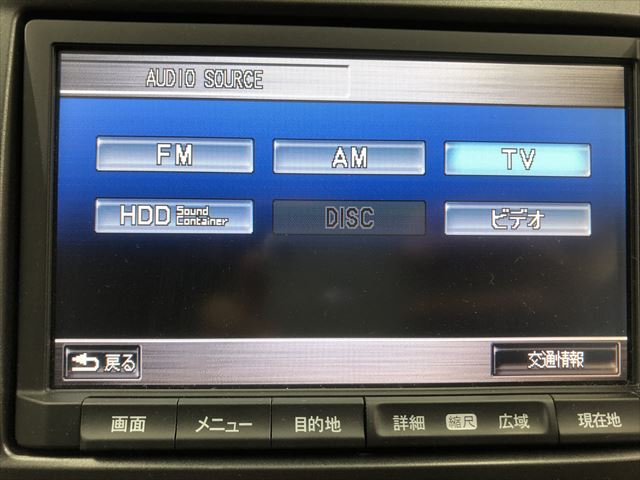 AUDIO SOURCE
FM AM TV
HDD Sound Container DISC ビデオ
戻る 交通情報
画面 メニュー 目的地 詳細 縮尺 広域 現在地